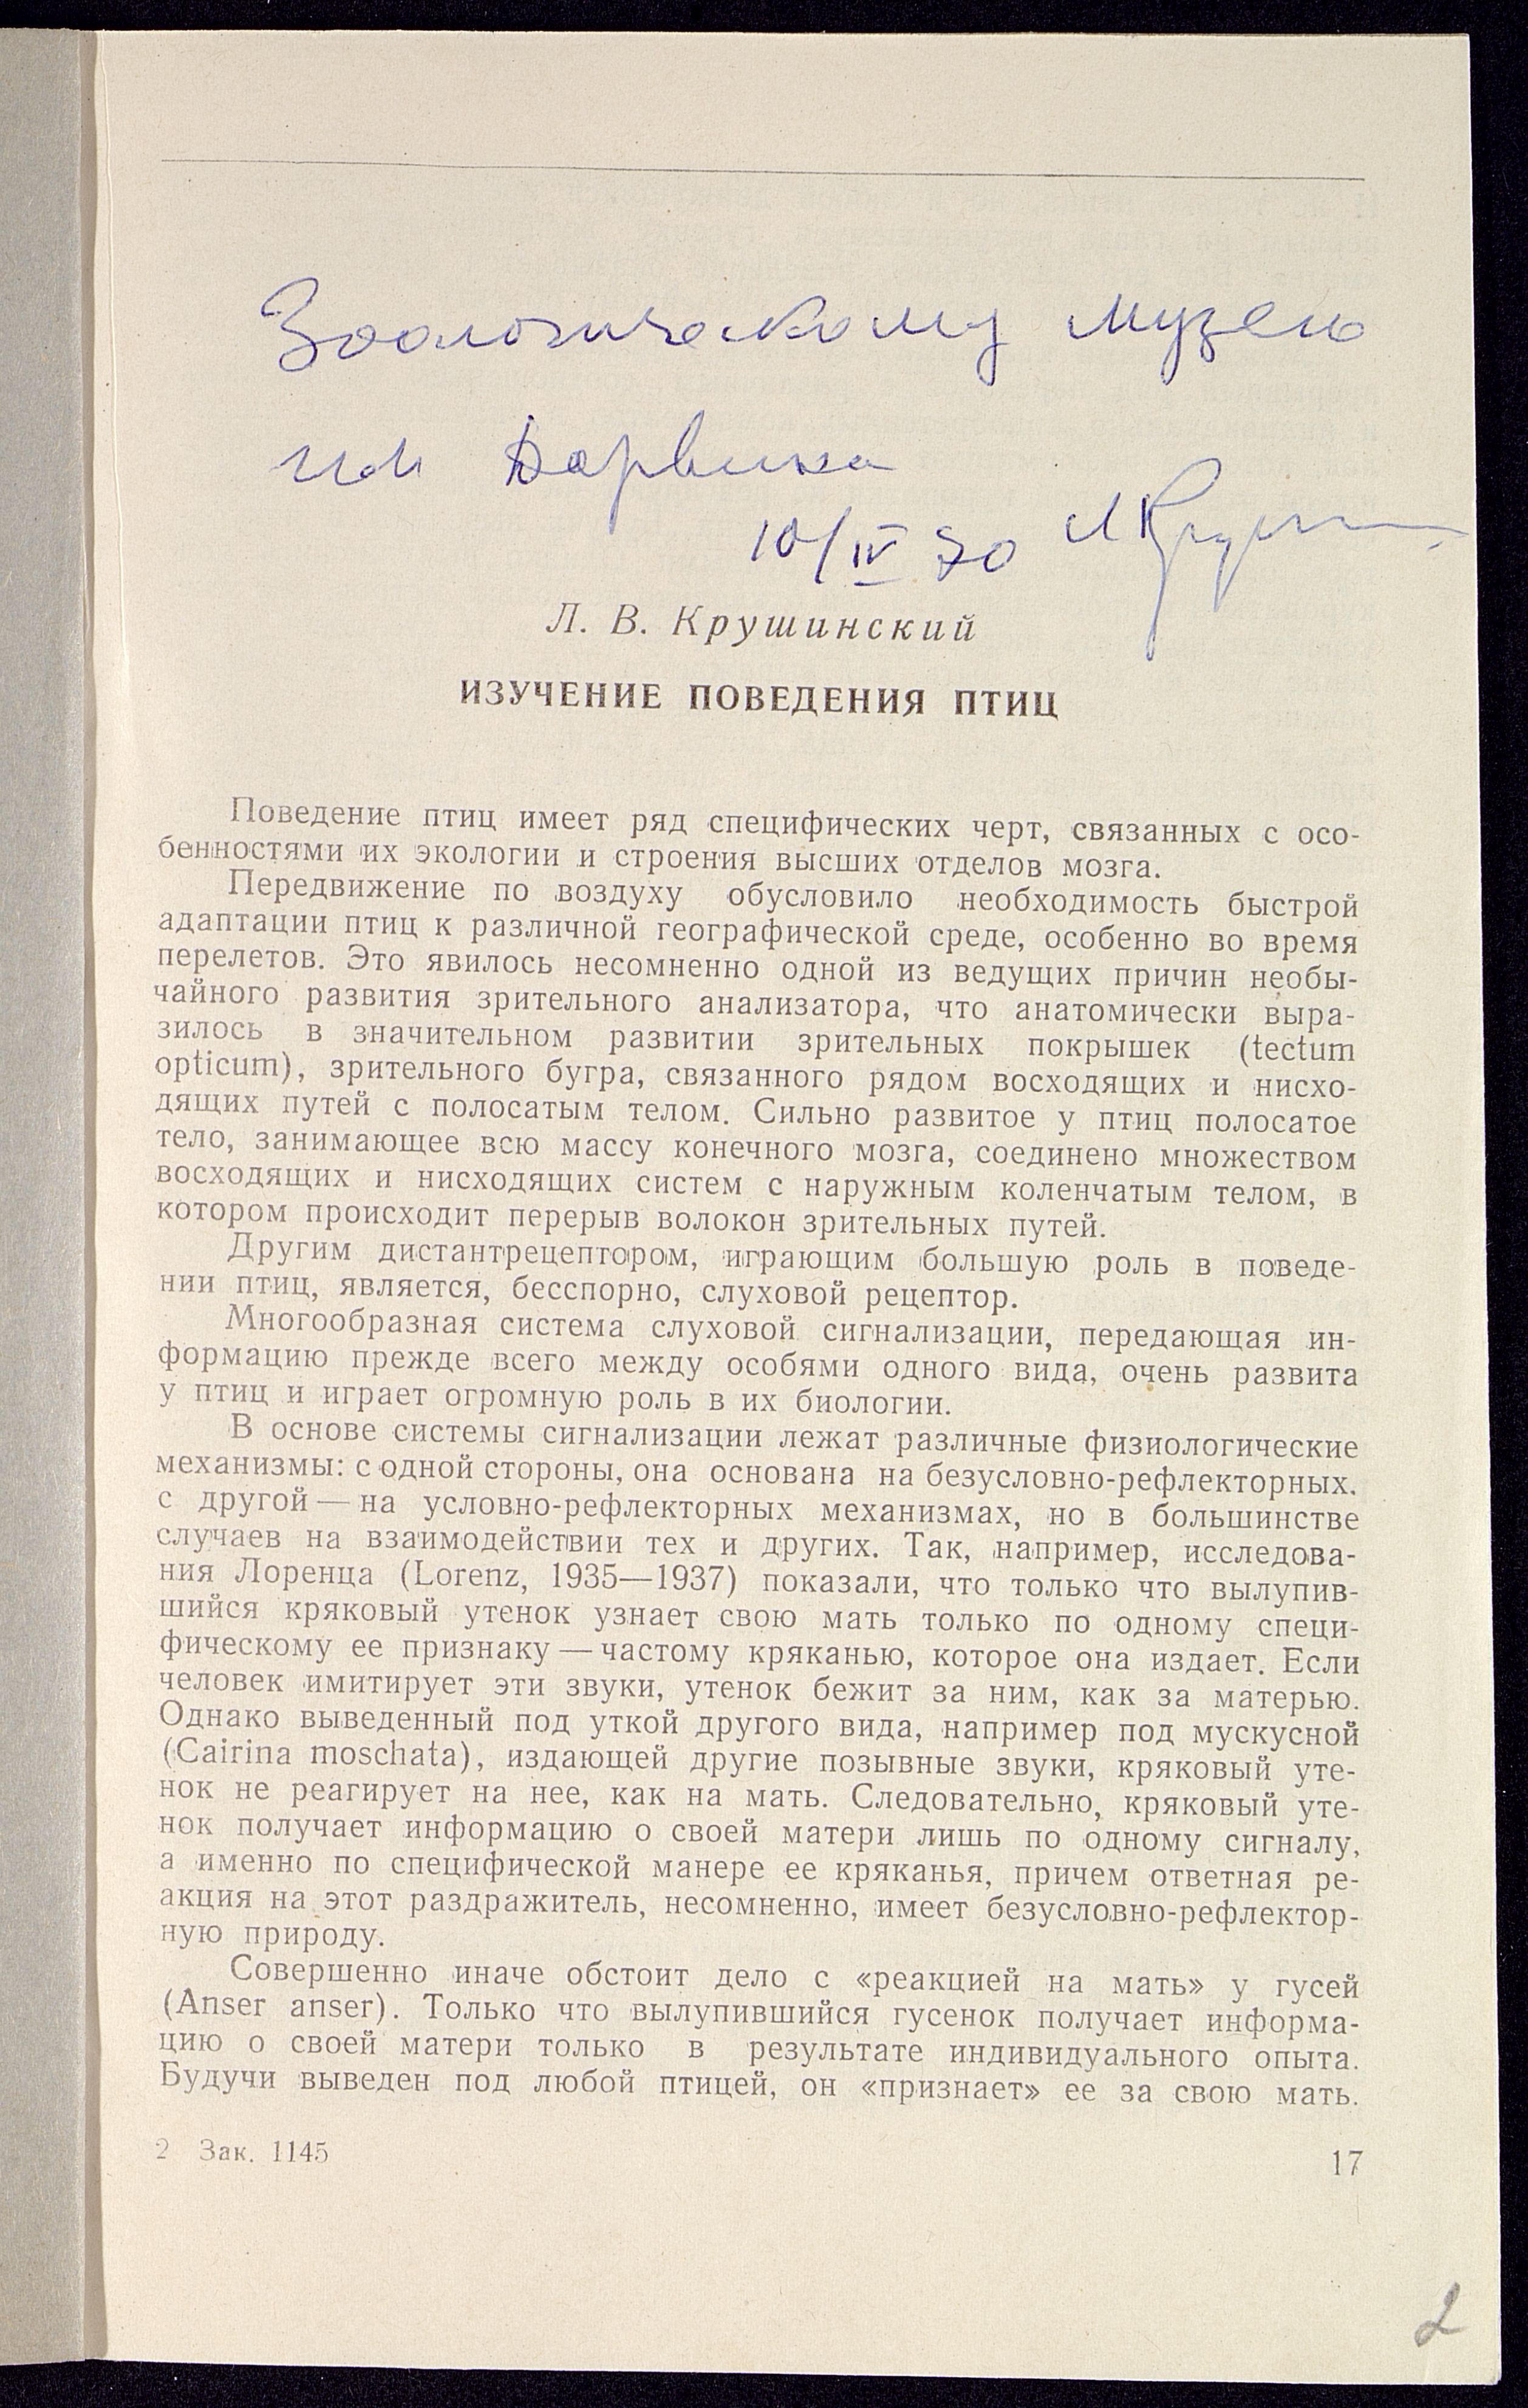 Зоологическому музею
им Дарвина
10/IV 70 Л Круш
Л. В. Крушинский
ИЗУЧЕНИЕ ПОВЕДЕНИЯ ПТИЦ
Поведение птиц имеет ряд специфических черт, связанных с осо-
бенностями их экологии и строения высших отделов мозга.
Передвижение по воздуху обусловило необходимость быстрой
адаптации птиц к различной географической среде, особенно во время
перелетов. Это явилось несомненно одной из ведущих причин необы-
чайного развития зрительного анализатора, что анатомически выра-
зилось в значительном развитии зрительных покрышек (tectum
opticum), зрительного бугра, связанного рядом восходящих и нисхо-
дящих путей с полосатым телом. Сильно развитое у птиц полосатое
тело, занимающее всю массу конечного мозга, соединено множеством
восходящих и нисходящих систем с наружным коленчатым телом, в
котором происходит перерыв волокон зрительных путей.
Другим дистантрецептором, играющим большую роль в поведе-
нии птиц, является, бесспорно, слуховой рецептор.
Многообразная система слуховой сигнализации, передающая ин-
формацию прежде всего между особями одного вида, очень развита
у птиц и играет огромную роль в их биологии.
В основе системы сигнализации лежат различные физиологические
механизмы: с одной стороны, она основана на безусловно-рефлекторных.
с другой — на условно-рефлекторных механизмах, но в большинстве
случаев на взаимодействии тех и других. Так, например, исследова-
ния Лоренца (Lorenz, 1935—1937) показали, что только что вылупив-
шийся кряковый утенок узнает свою мать только по одному специ-
фическому ее признаку — частому кряканью, которое она издает. Если
человек имитирует эти звуки, утенок бежит за ним, как за матерью.
Однако выведенный под уткой другого вида, например под мускусной
(Cairina moschata), издающей другие позывные звуки, кряковый уте-
нок не реагирует на нее, как на мать. Следовательно, кряковый уте-
нок получает информацию о своей матери лишь по одному сигналу,
а именно по специфической манере ее кряканья, причем ответная ре-
акция на этот раздражитель, несомненно, имеет безусловно-рефлектор-
ную природу.
Совершенно иначе обстоит дело с «реакцией на мать» у гусей
(Anser anser). Только что вылупившийся гусенок получает информа-
цию о своей матери только в результате индивидуального опыта.
Будучи выведен под любой птицей, он «признает» ее за свою мать.
2 Зак. 1145
17
2